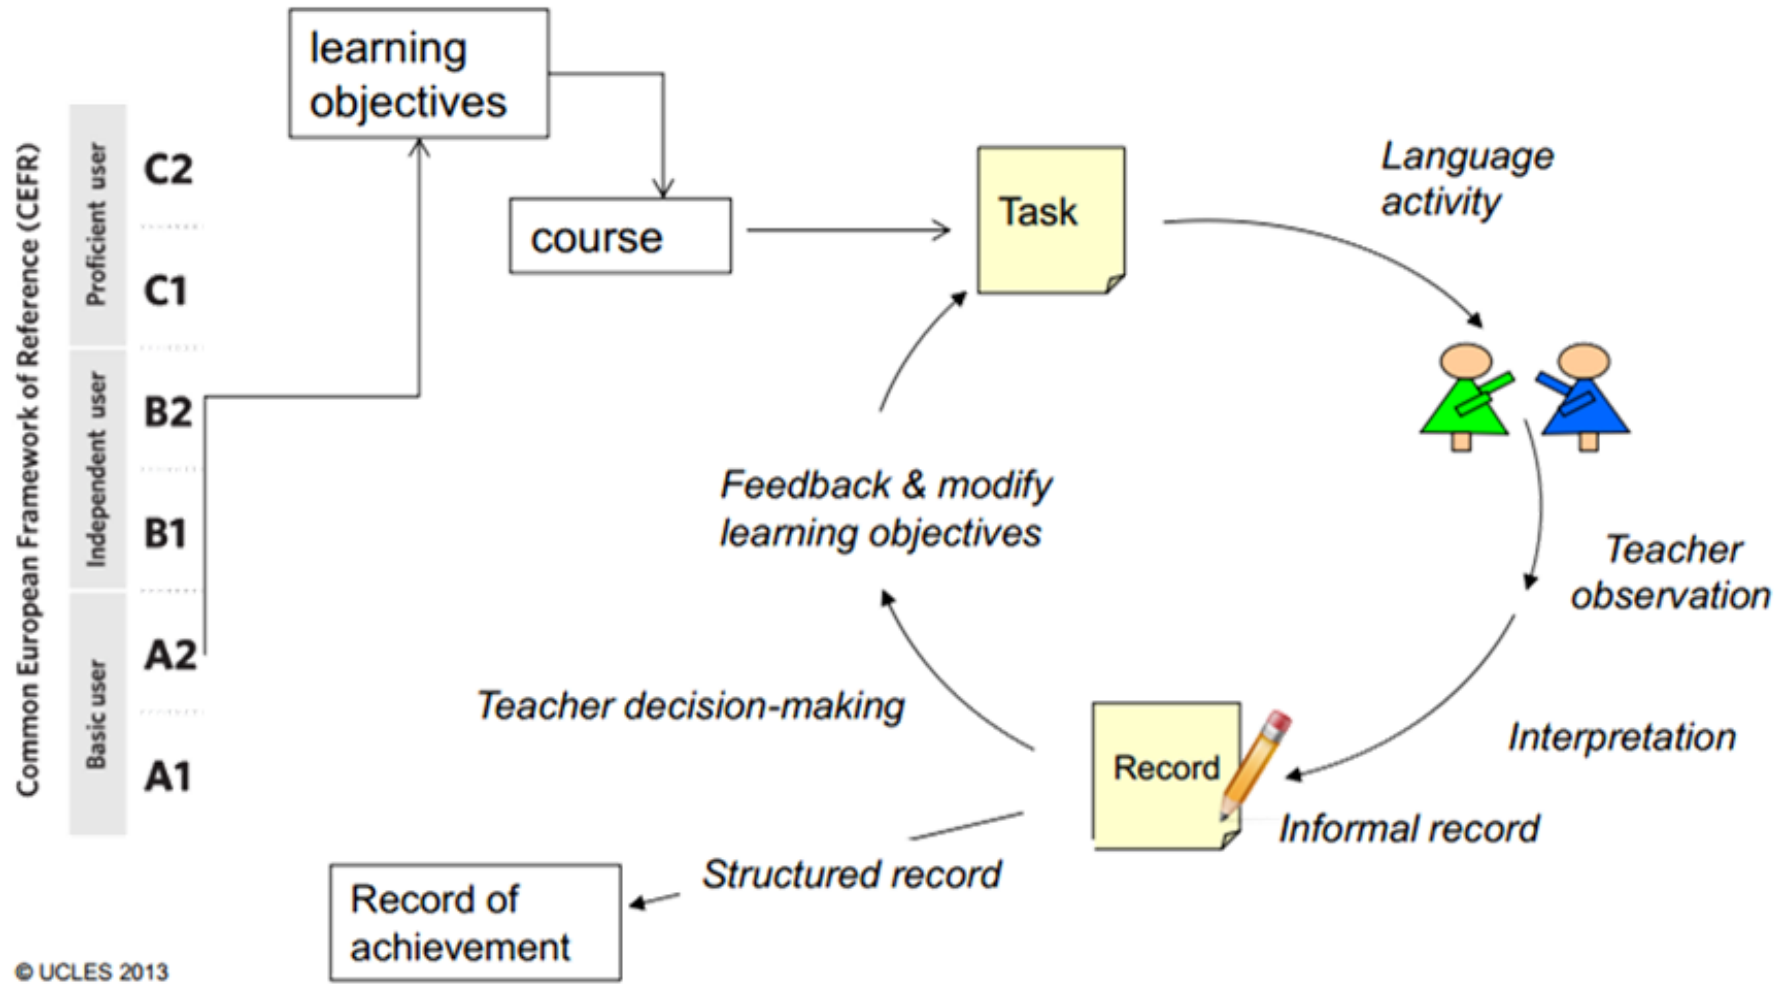 Common European Framework of Reference (CEFR)
Proficient user
Independent user
Basic user
C2
C1
B2
B1
A2
A1
learning
objectives
course
Task
Language
activity
Teacher
observation
Interpretation
Record
Informal record
Teacher decision-making
Feedback & modify
learning objectives
Structured record
Record of
achievement
© UCLES 2013